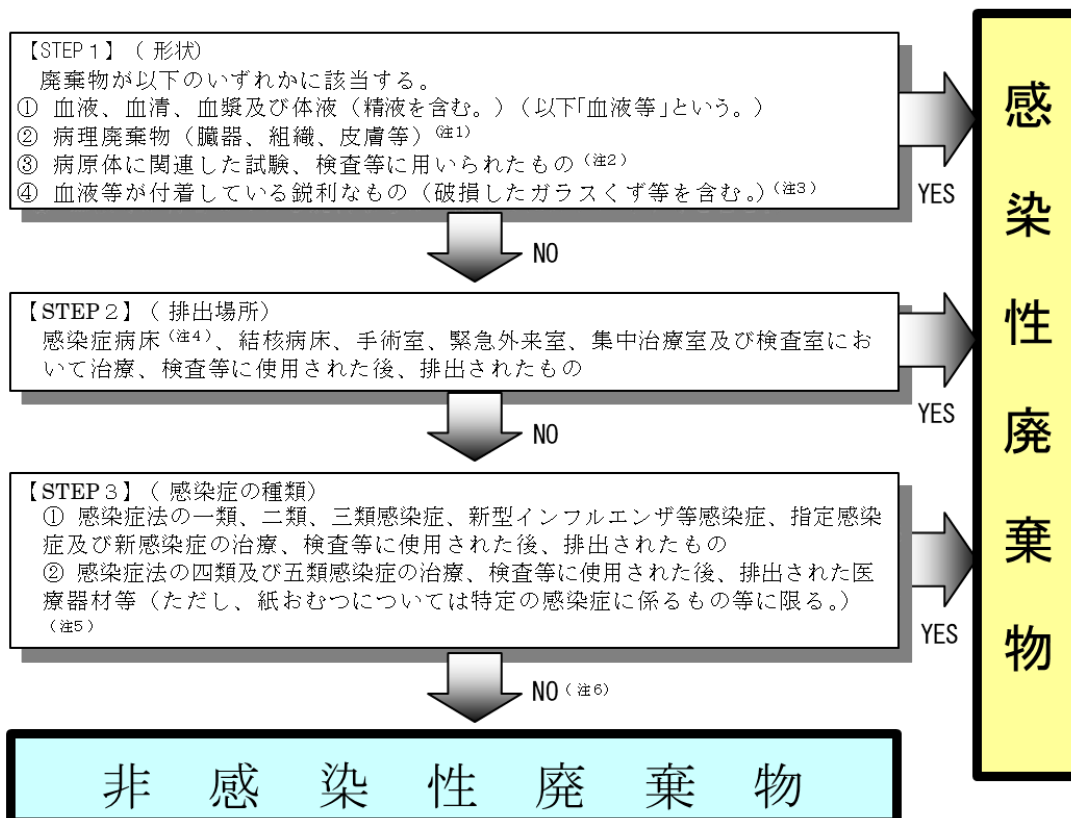 【STEP１】（形状）
廃棄物が以下のいずれかに該当する。
① 血液、血清、血漿及び体液（精液を含む。）（以下「血液等」という。）
② 病理廃棄物（臓器、組織、皮膚等）（注1）
③ 病原体に関連した試験、検査等に用いられたもの（注2）
④ 血液等が付着している鋭利なもの（破損したガラスくず等を含む。）（注3）
YES
NO
【STEP２】（排出場所）
感染症病床（注4）、結核病床、手術室、緊急外来室、集中治療室及び検査室にお
いて治療、検査等に使用された後、排出されたもの
YES
NO
【STEP３】（感染症の種類）
① 感染症法の一類、二類、三類感染症、新型インフルエンザ等感染症、指定感染
症及び新感染症の治療、検査等に使用された後、排出されたもの
② 感染症法の四類及び五類感染症の治療、検査等に使用された後、排出された医
療器材等（ただし、紙おむつについては特定の感染症に係るもの等に限る。）
（注5）
YES
NO（注6）
感染性廃棄物
非感染性廃棄物